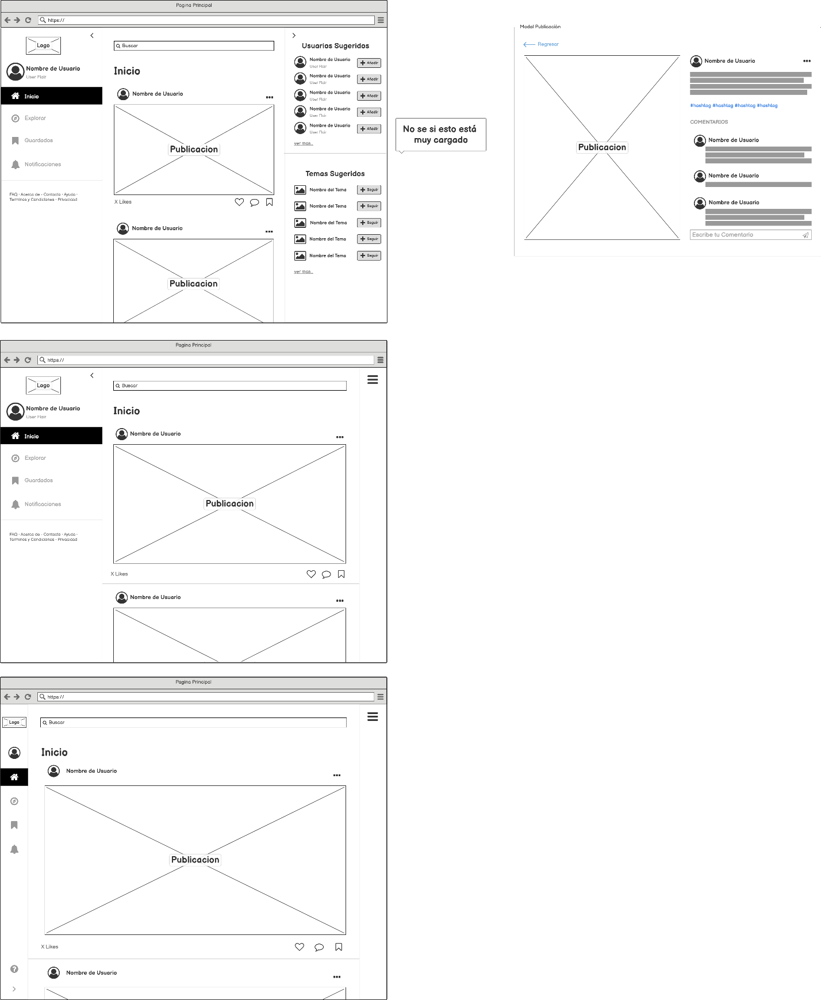 Pagina Principal
https://
Logo
Nombre de Usuario
User Flair
Inicio
Explorar
Guardados
Notificaciones
FAQ · Acerca de - Contacto · Ayuda ·
Terminos y Condiciones · Privacidad
Buscar
Inicio
Nombre de Usuario
Publicacion
X Likes
Nombre de Usuario
Publicacion
Usuarios Sugeridos
Nombre de Usuario
User Flair
Añadir
Nombre de Usuario
User Flair
Añadir
Nombre de Usuario
User Flair
Añadir
Nombre de Usuario
User Flair
Añadir
Nombre de Usuario
User Flair
Añadir
ver mas...
Temas Sugeridos
Nombre del Tema
Seguir
Nombre del Tema
Seguir
Nombre del Tema
Seguir
Nombre del Tema
Seguir
Nombre del Tema
Seguir
ver mas...
No se si esto está
muy cargado
Modal Publicación
Regresar
Publicacion
Nombre de Usuario
#hashtag #hashtag #hashtag #hashtag
COMENTARIOS
Nombre de Usuario
Nombre de Usuario
Nombre de Usuario
Escribe tu Comentario
Pagina Principal
https://
Logo
Nombre de Usuario
User Flair
Inicio
Explorar
Guardados
Notificaciones
FAQ · Acerca de - Contacto · Ayuda ·
Terminos y Condiciones · Privacidad
Buscar
Inicio
Nombre de Usuario
Publicacion
X Likes
Nombre de Usuario
Pagina Principal
https://
Logo
Buscar
Inicio
Nombre de Usuario
Publicacion
X Likes
Nombre de Usuario